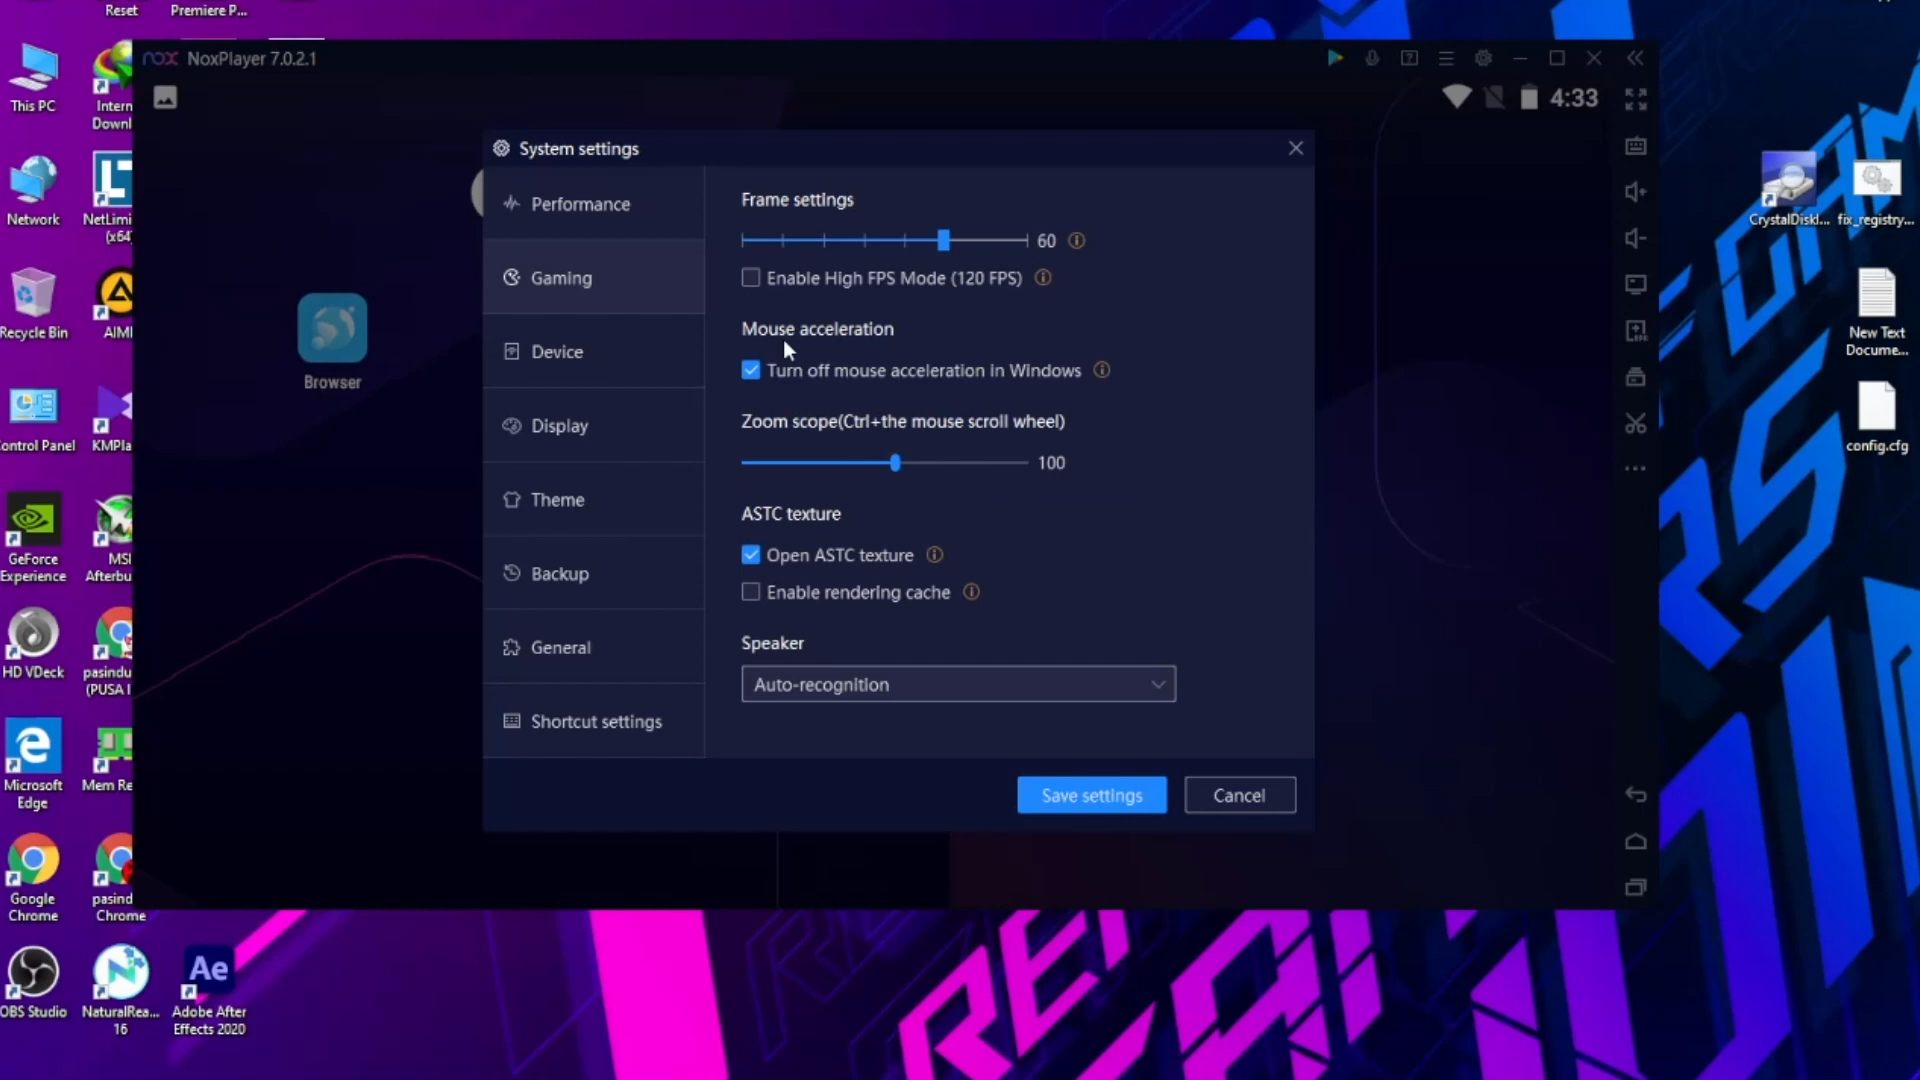 Reset
Premiere P...
nox NoxPlayer 7.0.2.1
4:33
This PC
Network
NetLimi
(x64)
Recycle Bin
ontrol Panel
KMPla
GeForce
Experience
MSI
Afterbu
HD VDeck
pasindu
(PUSA I
Microsoft
Edge
Mem Re
Google
Chrome
pasind
Chrome
OBS Studio
NaturalRea...
16
Ae
Adobe After
Effects 2020
Intern
Downl
AIMI
Browser
System settings
Performance
Gaming
Device
Display
Theme
Backup
General
Shortcut settings
Frame settings
60
Enable High FPS Mode (120 FPS)
Mouse acceleration
Turn off mouse acceleration in Windows
Zoom scope(Ctrl+the mouse scroll wheel)
100
ASTC texture
Open ASTC texture
Enable rendering cache
Speaker
Auto-recognition
Save settings
Cancel
CrystalDiskI...
fix_registry...
New Text
Docume...
config.cfg